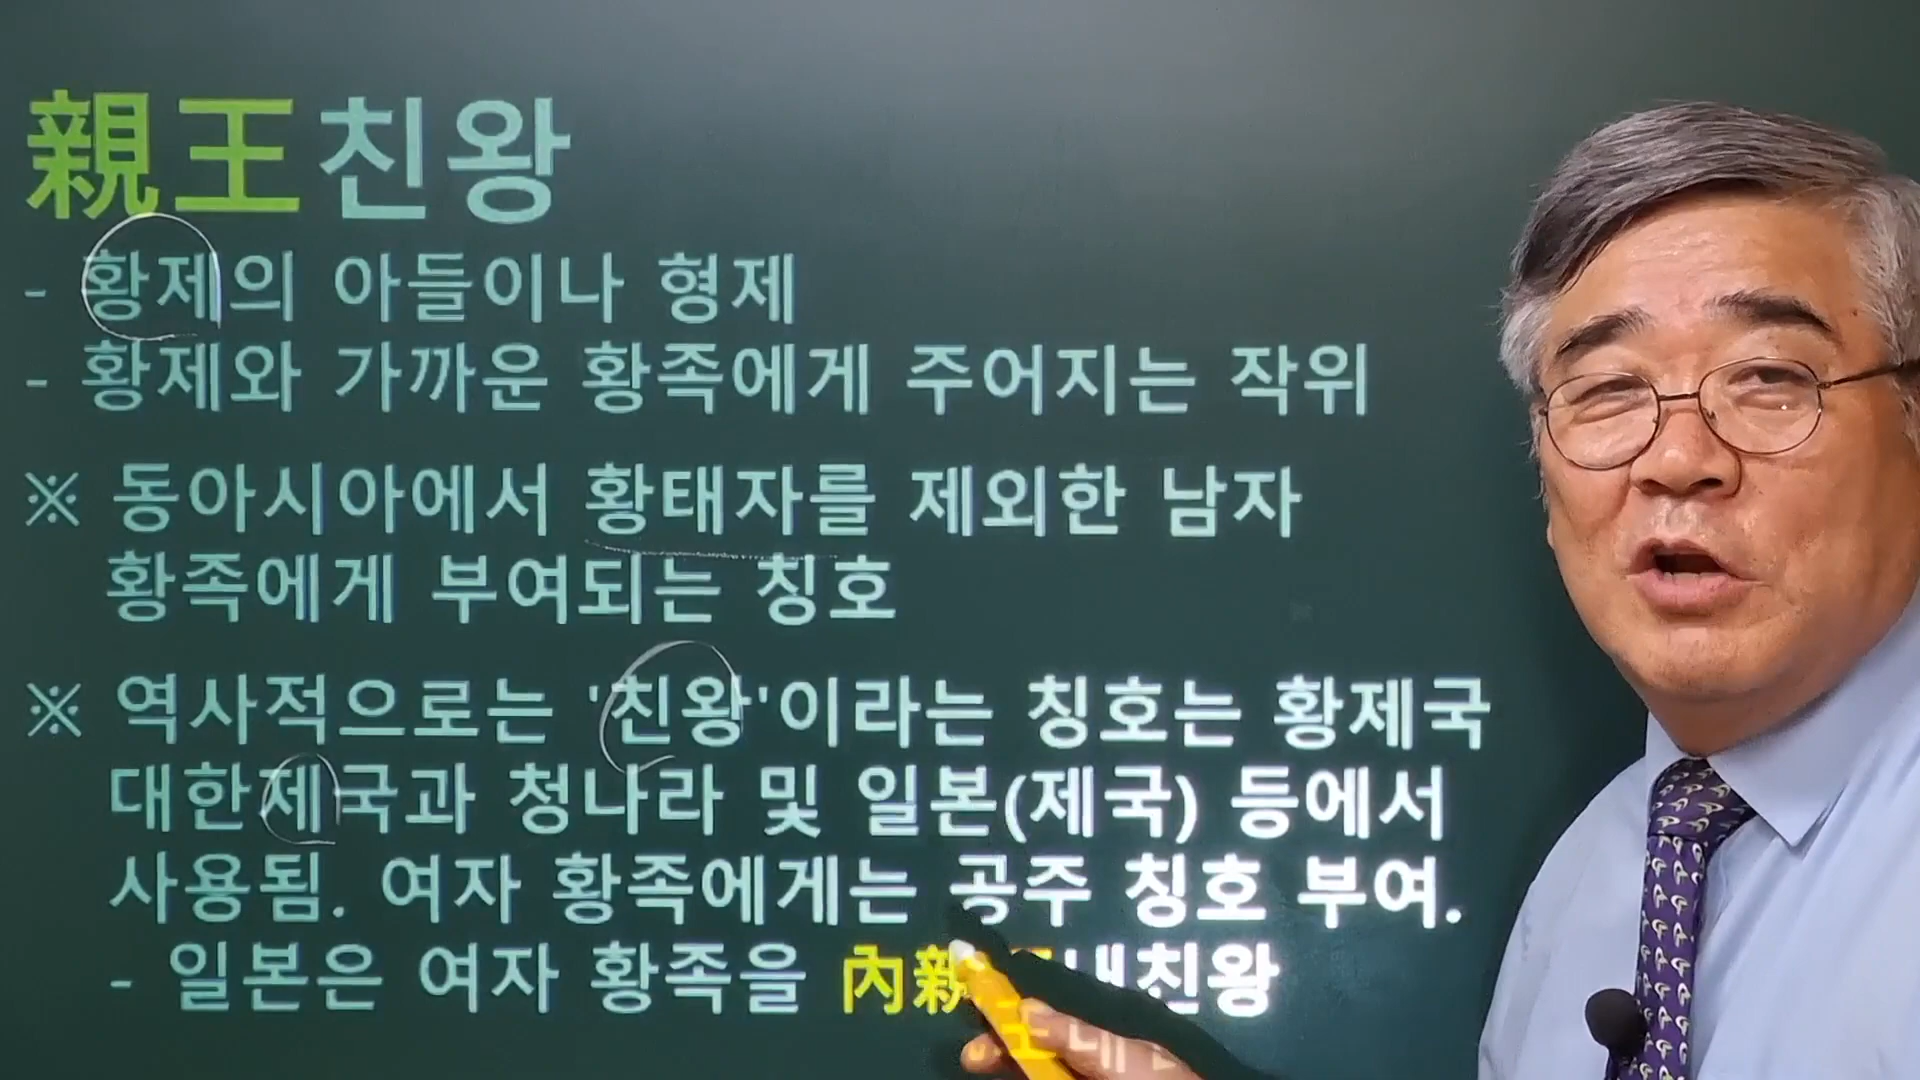 親王친왕
- 황제의 아들이나 형제
- 황제와 가까운 황족에게 주어지는 작위
※ 동아시아에서 황태자를 제외한 남자
황족에게 부여되는 칭호
※ 역사적으로는 '친왕'이라는 칭호는 황제국
대한제국과 청나라 및 일본(제국) 등에서
사용됨. 여자 황족에게는 공주 칭호 부여.
- 일본은 여자 황족을 內親王내친왕